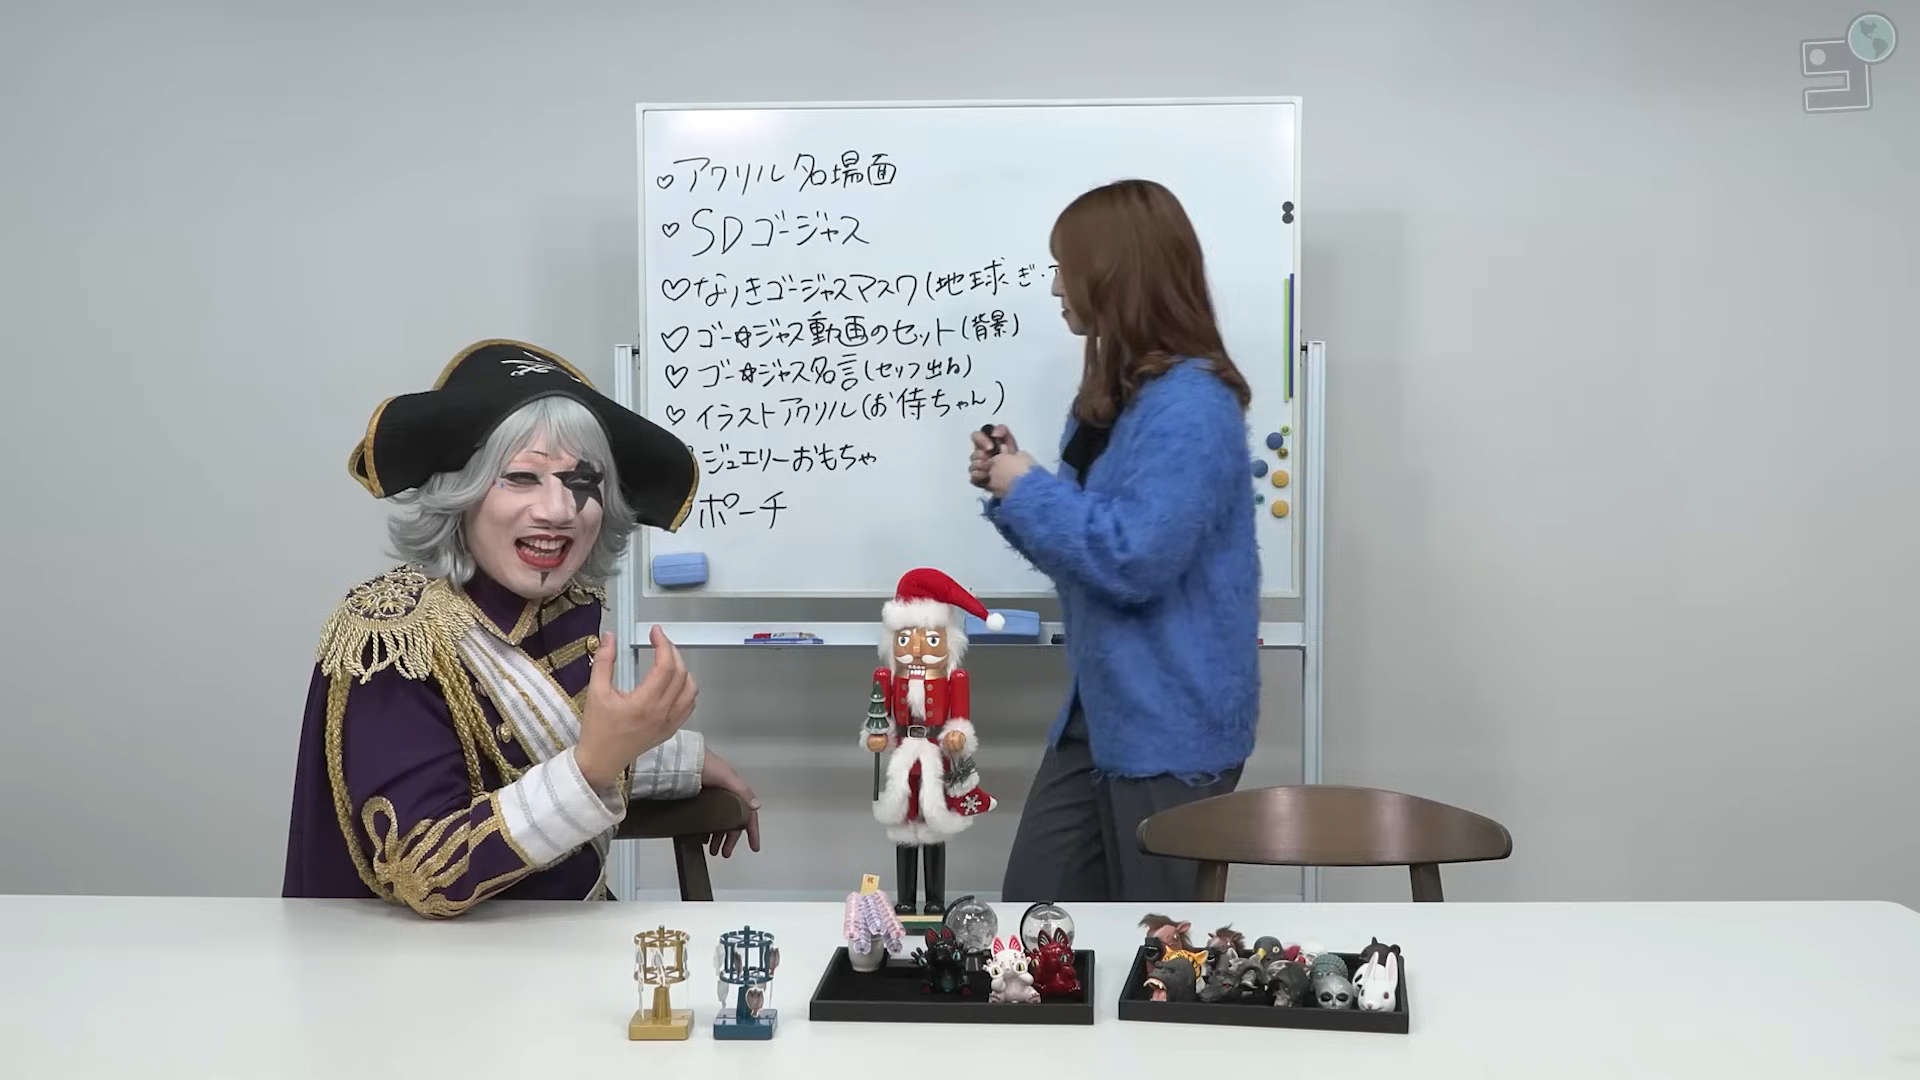 ♡アクリル名場面
♡SDゴージャス
♡なりきゴージャスマスク(地球ぎ・
♡ゴー☆ジャス動画のセット(背景)
♡ゴー☆ジャス名言(セリフ出る)
♡イラストアクリル(お侍ちゃん)
ジュエリーおもちゃ
ポーチ